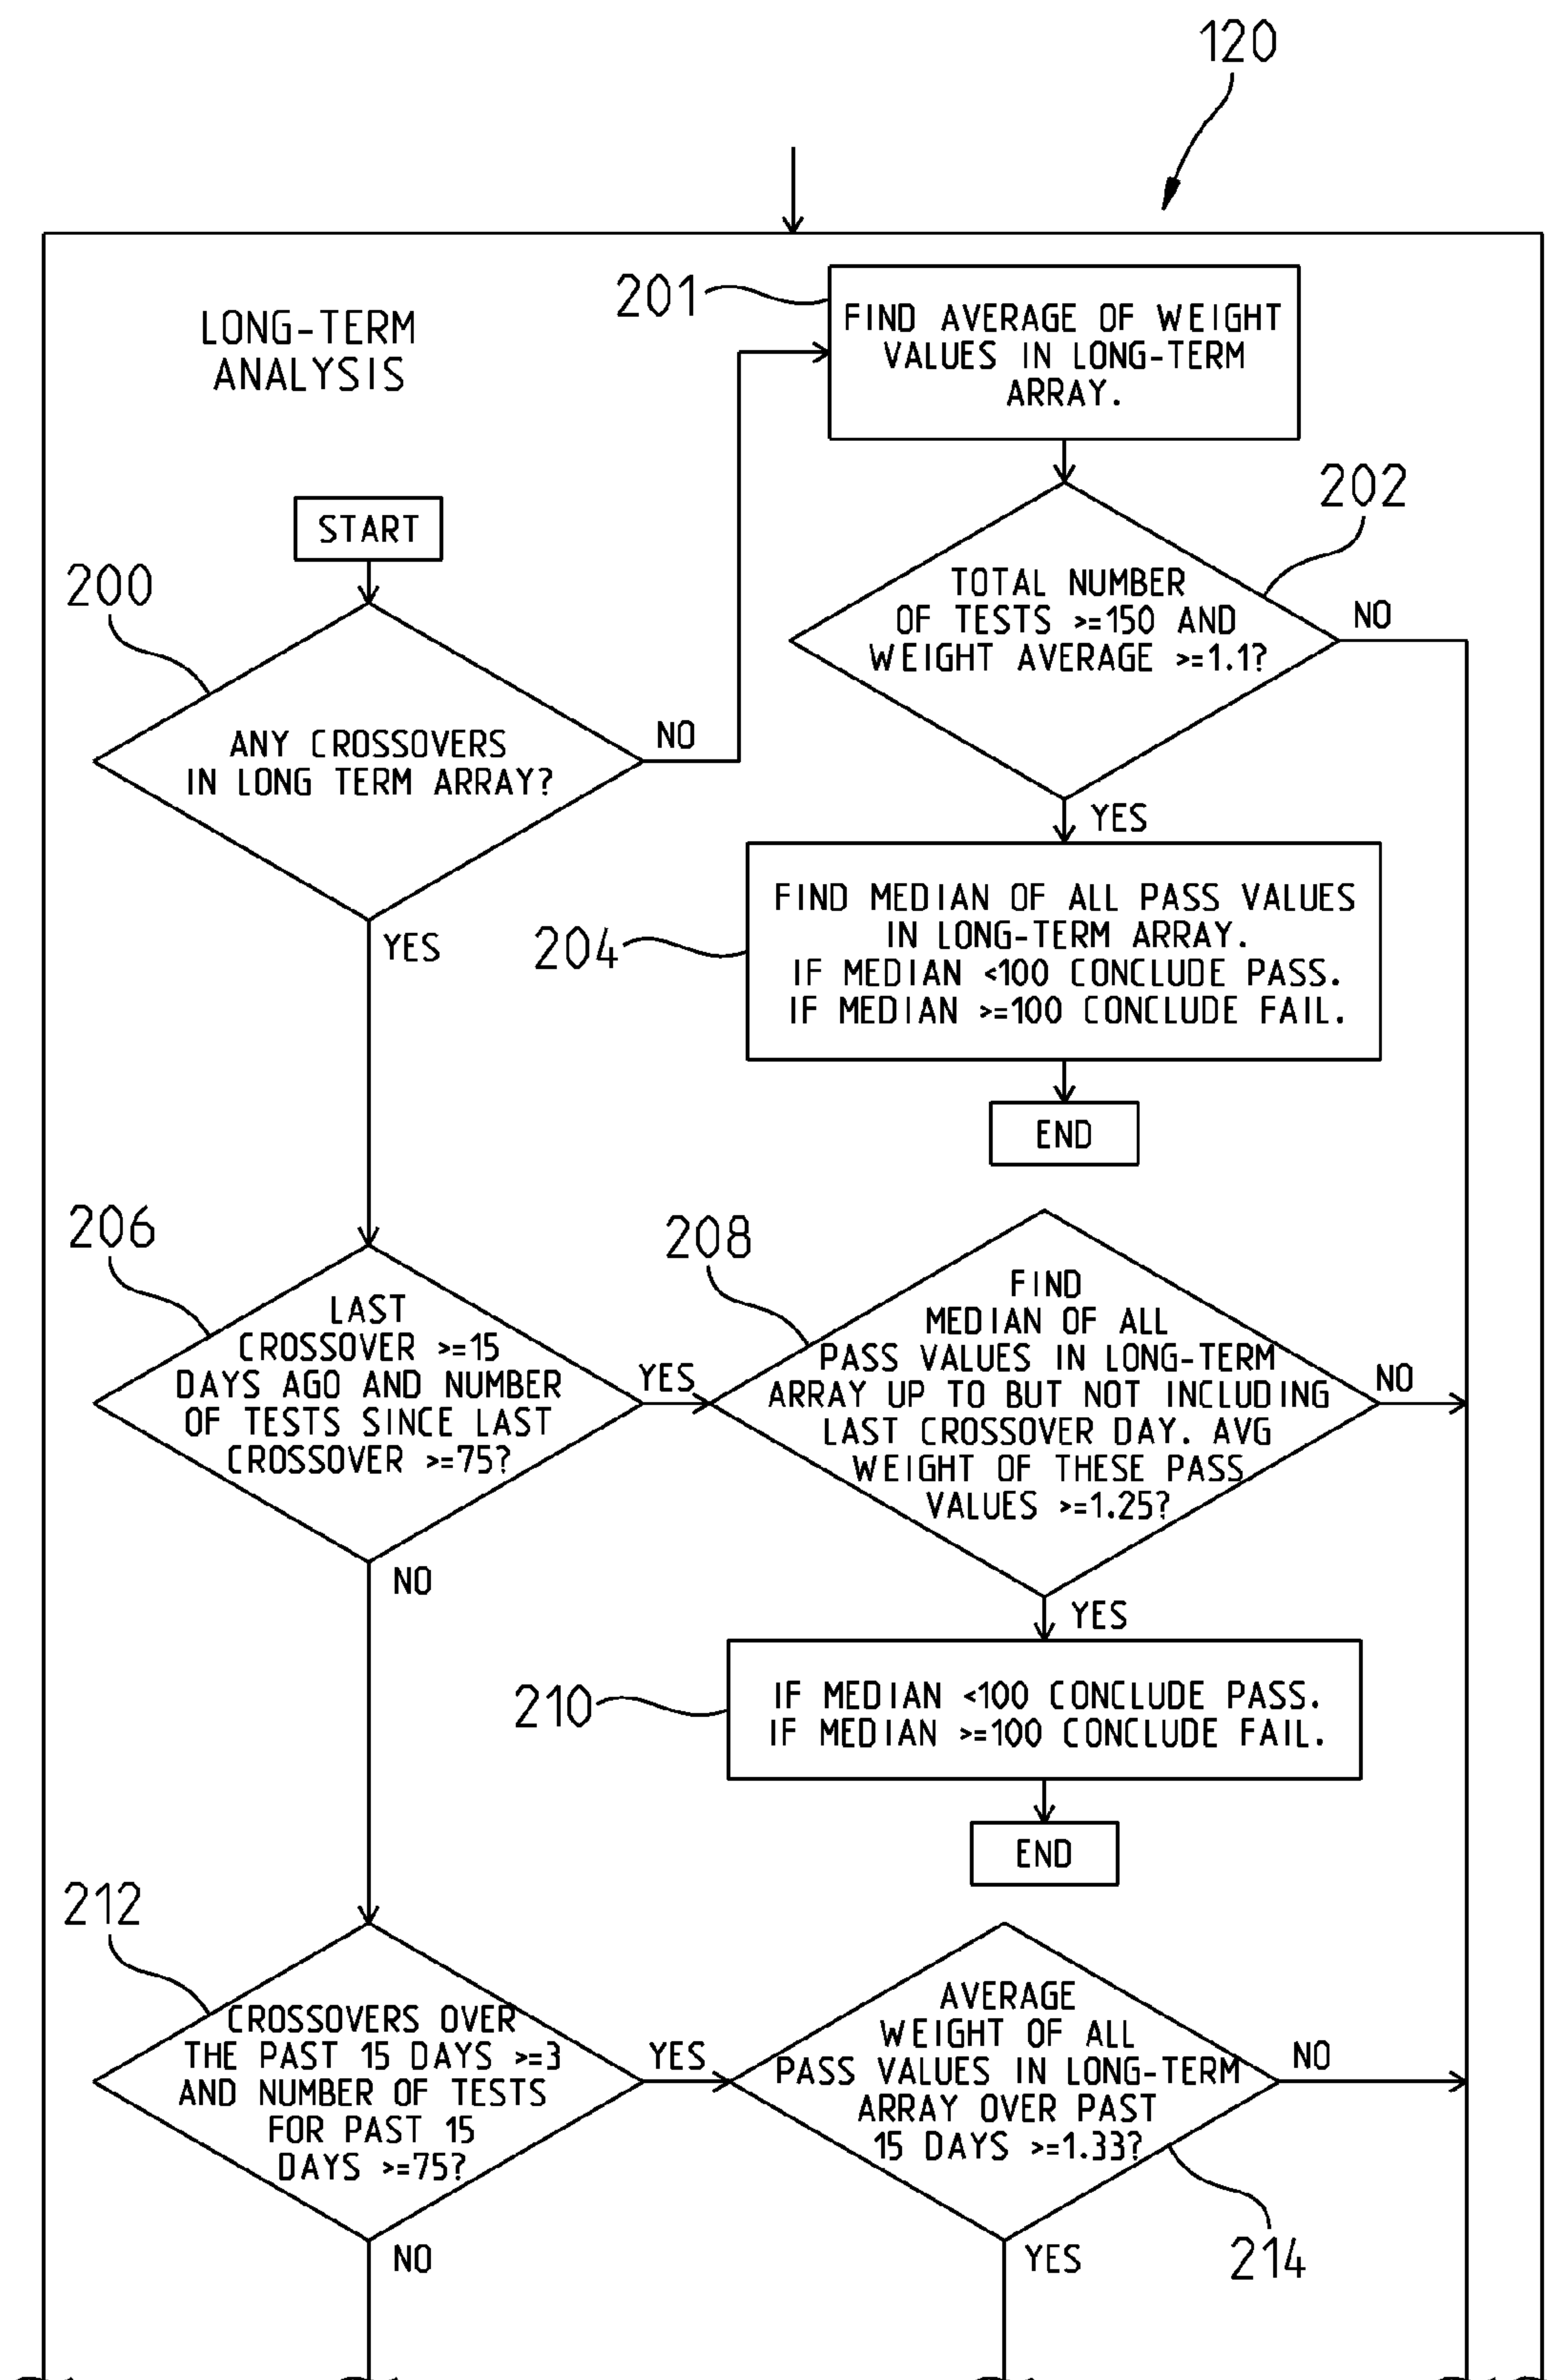 120
LONG-TERM
ANALYSIS
201
FIND AVERAGE OF WEIGHT
VALUES IN LONG-TERM
ARRAY.
START
202
TOTAL NUMBER
OF TESTS >=150 AND
WEIGHT AVERAGE >=1.1?
NO
200
ANY CROSSOVERS
IN LONG TERM ARRAY?
NO
YES
YES
204
FIND MEDIAN OF ALL PASS VALUES
IN LONG-TERM ARRAY.
IF MEDIAN <100 CONCLUDE PASS.
IF MEDIAN >=100 CONCLUDE FAIL.
END
206
LAST
CROSSOVER >=15
DAYS AGO AND NUMBER
OF TESTS SINCE LAST
CROSSOVER >=75?
YES
NO
208
FIND
MEDIAN OF ALL
PASS VALUES IN LONG-TERM
ARRAY UP TO BUT NOT INCLUDING
LAST CROSSOVER DAY. AVG
WEIGHT OF THESE PASS
VALUES >=1.25?
NO
YES
210
IF MEDIAN <100 CONCLUDE PASS.
IF MEDIAN >=100 CONCLUDE FAIL.
END
212
CROSSOVERS OVER
THE PAST 15 DAYS >=3
AND NUMBER OF TESTS
FOR PAST 15
DAYS >=75?
YES
NO
AVERAGE
WEIGHT OF ALL
PASS VALUES IN LONG-TERM
ARRAY OVER PAST
15 DAYS >=1.33?
NO
YES
214